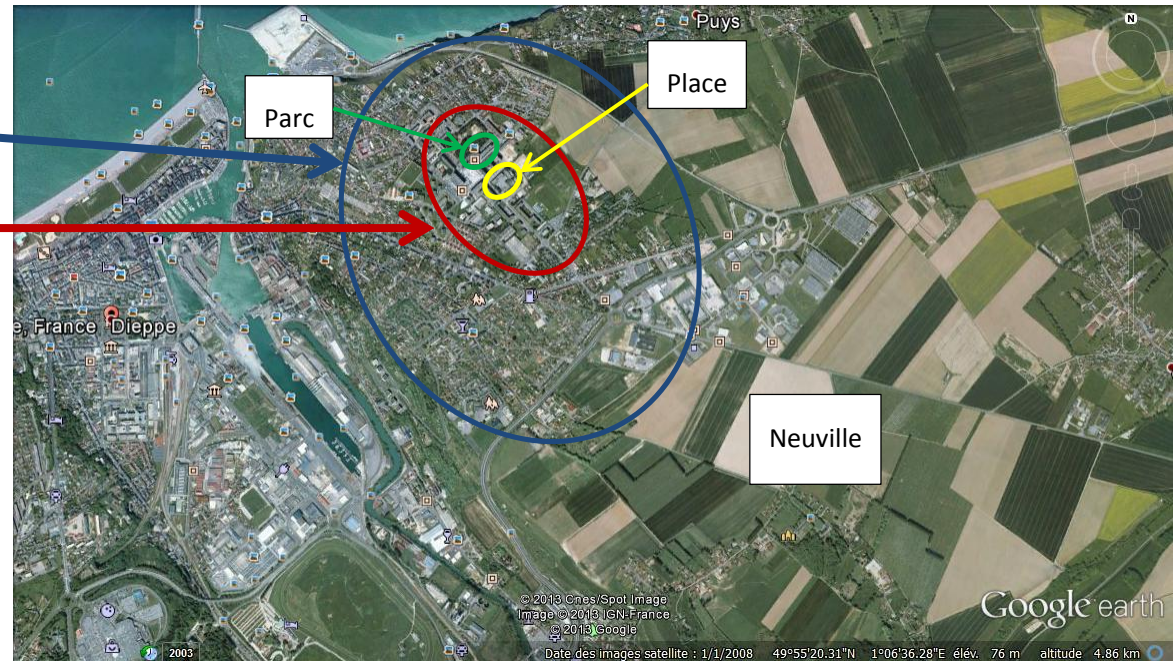 Puys
N
Place
Parc
e, France
Dieppe
Neuville
© 2013 Cnes/Spot Image
Image © 2013 IGN-France
© 2013 Google
Google earth
2003
Date des images satellite : 1/1/2008 49°55'20.31"N 1°06'36.28"E élév. 76 m altitude 4.86 km